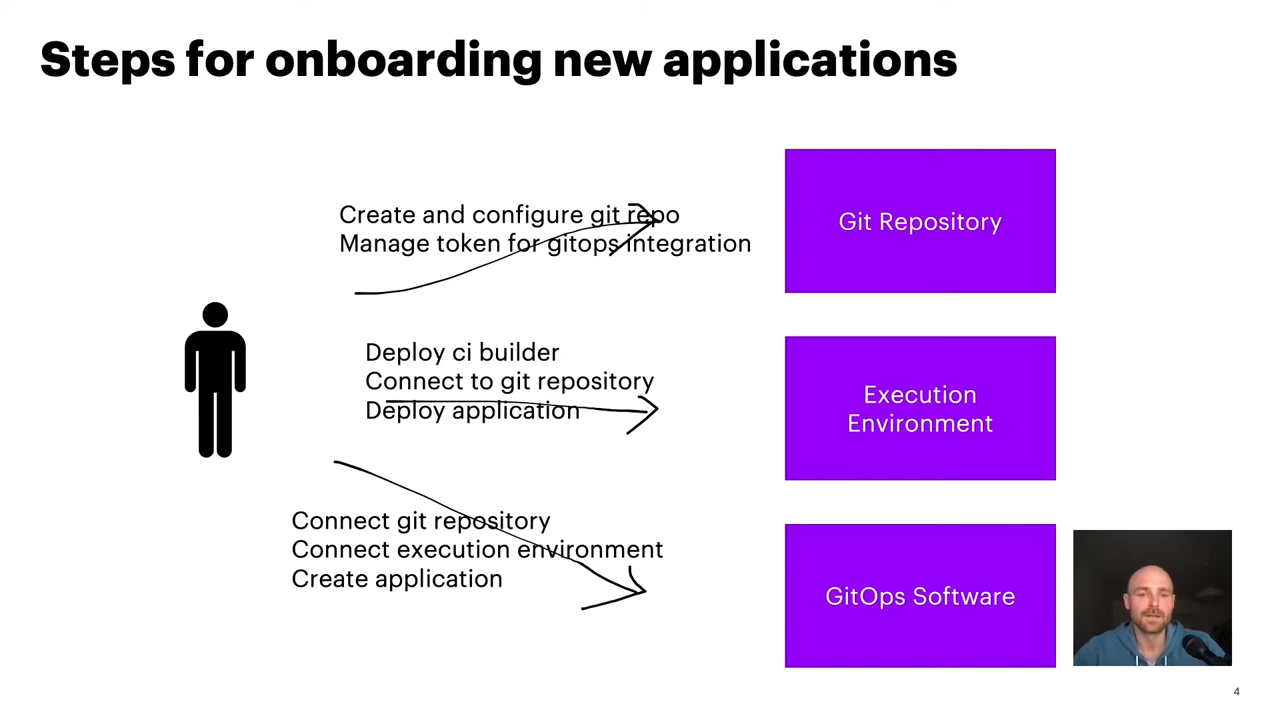 Steps for onboarding new applications
Create and configure git repo
Manage token for gitops integration
Git Repository
Deploy ci builder
Connect to git repository
Deploy application
Execution
Environment
Connect git repository
Connect execution environment
Create application
GitOps Software
4